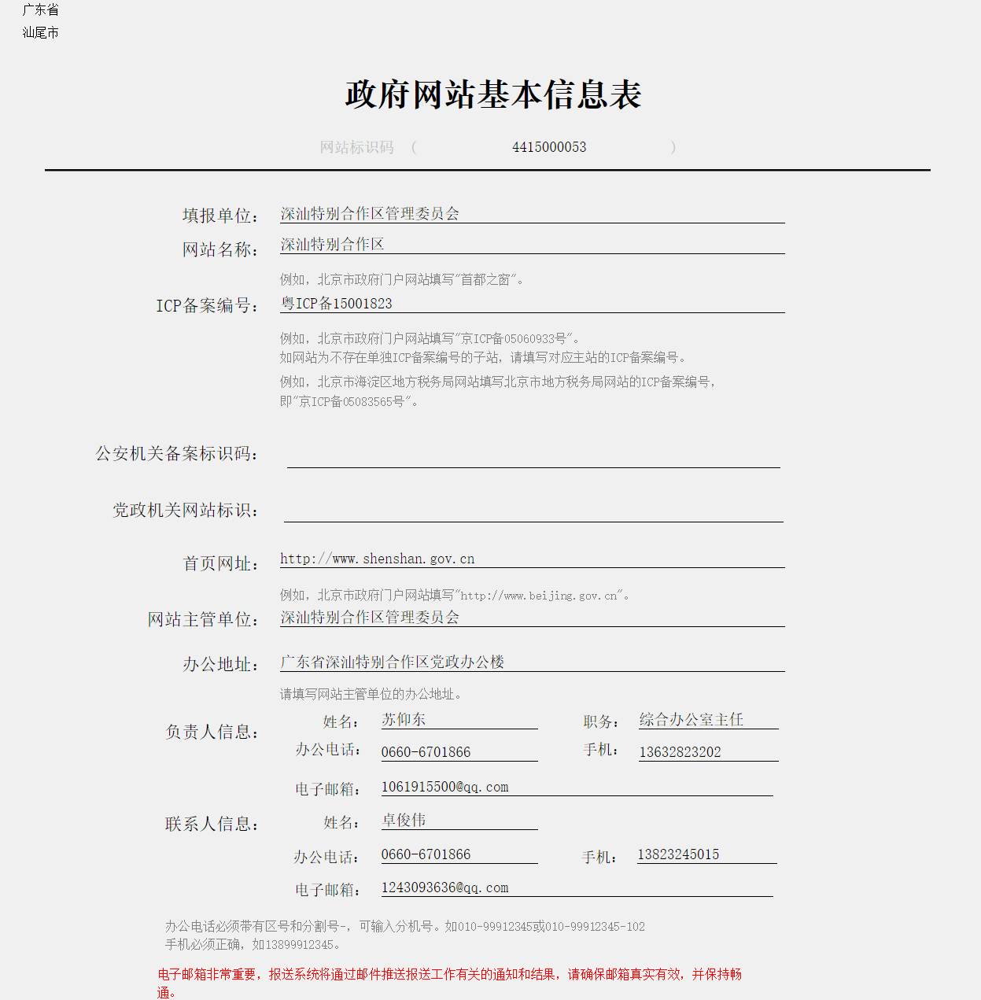 广东省
汕尾市
政府网站基本信息表
网站标识码 （ 4415000053 ）
填报单位： 深汕特别合作区管理委员会
网站名称： 深汕特别合作区
例如，北京市政府门户网站填写"首都之窗"。
ICP备案编号： 粤ICP备15001823
例如，北京市政府门户网站填写"京ICP备05060933号"。
如网站为不存在单独ICP备案编号的子站，请填写对应主站的ICP备案编号。
例如，北京市海淀区地方税务局网站填写北京市地方税务局网站的ICP备案编号，
即"京ICP备05083565号"。
公安机关备案标识码：
党政机关网站标识：
首页网址： http://www.shenshan.gov.cn
例如，北京市政府门户网站填写"http://www.beijing.gov.cn"。
网站主管单位： 深汕特别合作区管理委员会
办公地址： 广东省深汕特别合作区党政办公楼
请填写网站主管单位的办公地址。
负责人信息： 姓名： 苏仰东 职务： 综合办公室主任
办公电话： 0660-6701866 手机： 13632823202
电子邮箱： 1061915500@qq.com
联系人信息： 姓名： 卓俊伟
办公电话： 0660-6701866 手机： 13823245015
电子邮箱： 1243093636@qq.com
办公电话必须带有区号和分割号-，可输入分机号。如010-99912345或010-99912345-102
手机必须正确，如13899912345。
电子邮箱非常重要，报送系统将通过邮件推送报送工作有关的通知和结果，请确保邮箱真实有效，并保持畅
通。